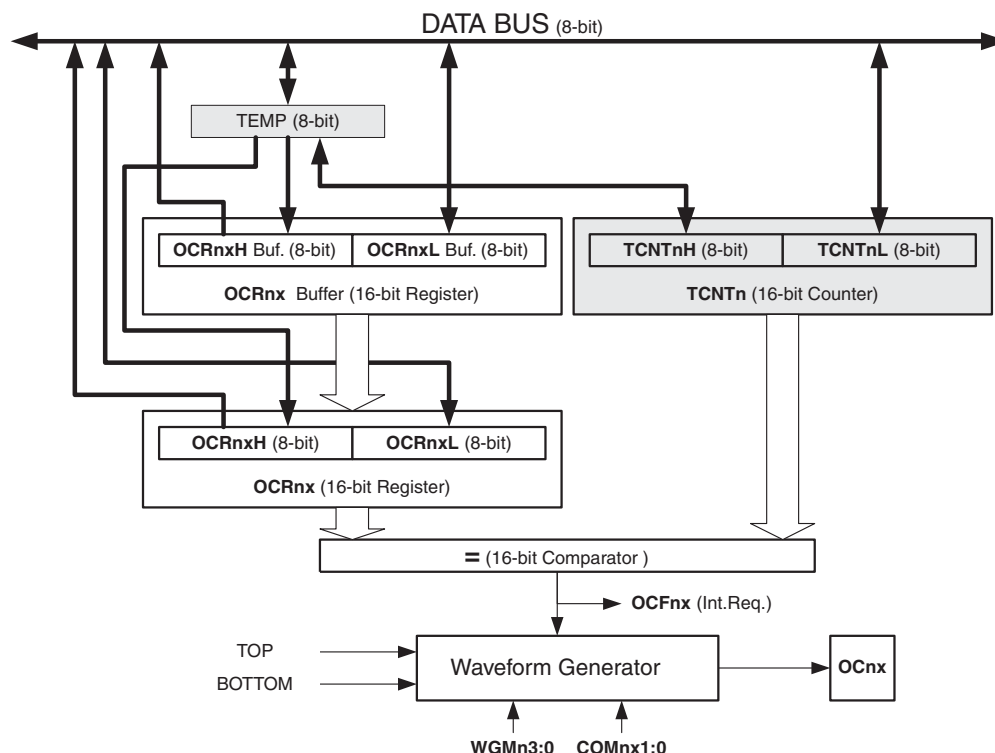 DATA BUS (8-bit)
TEMP (8-bit)
OCRnxH Buf. (8-bit) OCRnxL Buf. (8-bit) TCNTnH (8-bit) TCNTnL (8-bit)
OCRnx Buffer (16-bit Register) TCNTn (16-bit Counter)
OCRnxH (8-bit) OCRnxL (8-bit)
OCRnx (16-bit Register)
= (16-bit Comparator )
OCFnx (Int.Req.)
TOP
BOTTOM
Waveform Generator
OCnx
WGMn3:0 COMnx1:0